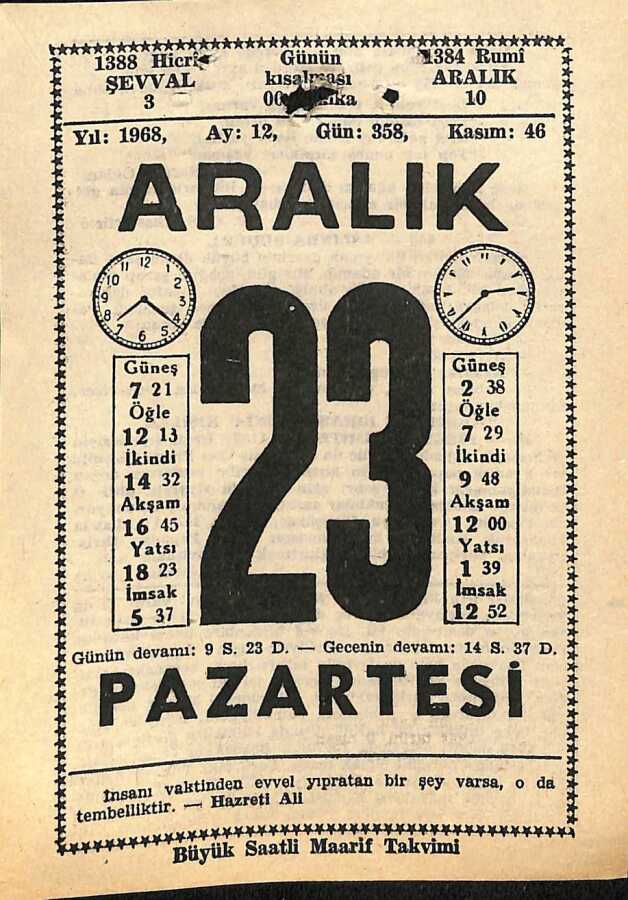 1388 Hicrî Günün 1384 Rumî
ŞEVVAL kısalması ARALIK
3 00 10
Yıl: 1968, Ay: 12, Gün: 358, Kasım: 46
ARALIK
23
Güneş
7 21
Öğle
12 13
İkindi
14 32
Akşam
16 45
Yatsı
18 23
İmsak
5 37
Güneş
2 38
Öğle
7 29
İkindi
9 48
Akşam
12 00
Yatsı
1 39
İmsak
12 52
Günün devamı: 9 S. 23 D. — Gecenin devamı: 14 S. 37 D.
PAZARTESİ
İnsanı vaktinden evvel yıpratan bir şey varsa, o da
tembelliktir. — Hazreti Ali
Büyük Saatli Maarif Takvimi